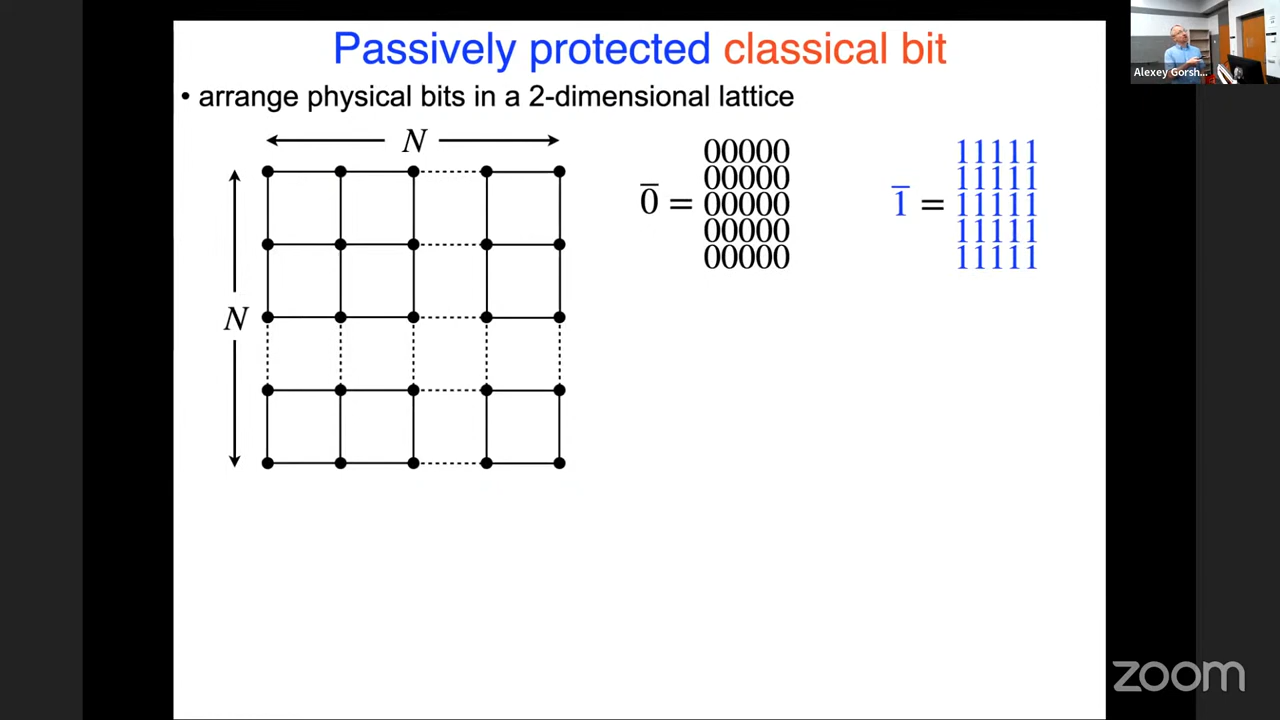 Passively protected classical bit
• arrange physical bits in a 2-dimensional lattice
N
N
0̅ =
00000
00000
00000
00000
00000
1̅ =
11111
11111
11111
11111
11111
Alexey Gorsh...
zoom